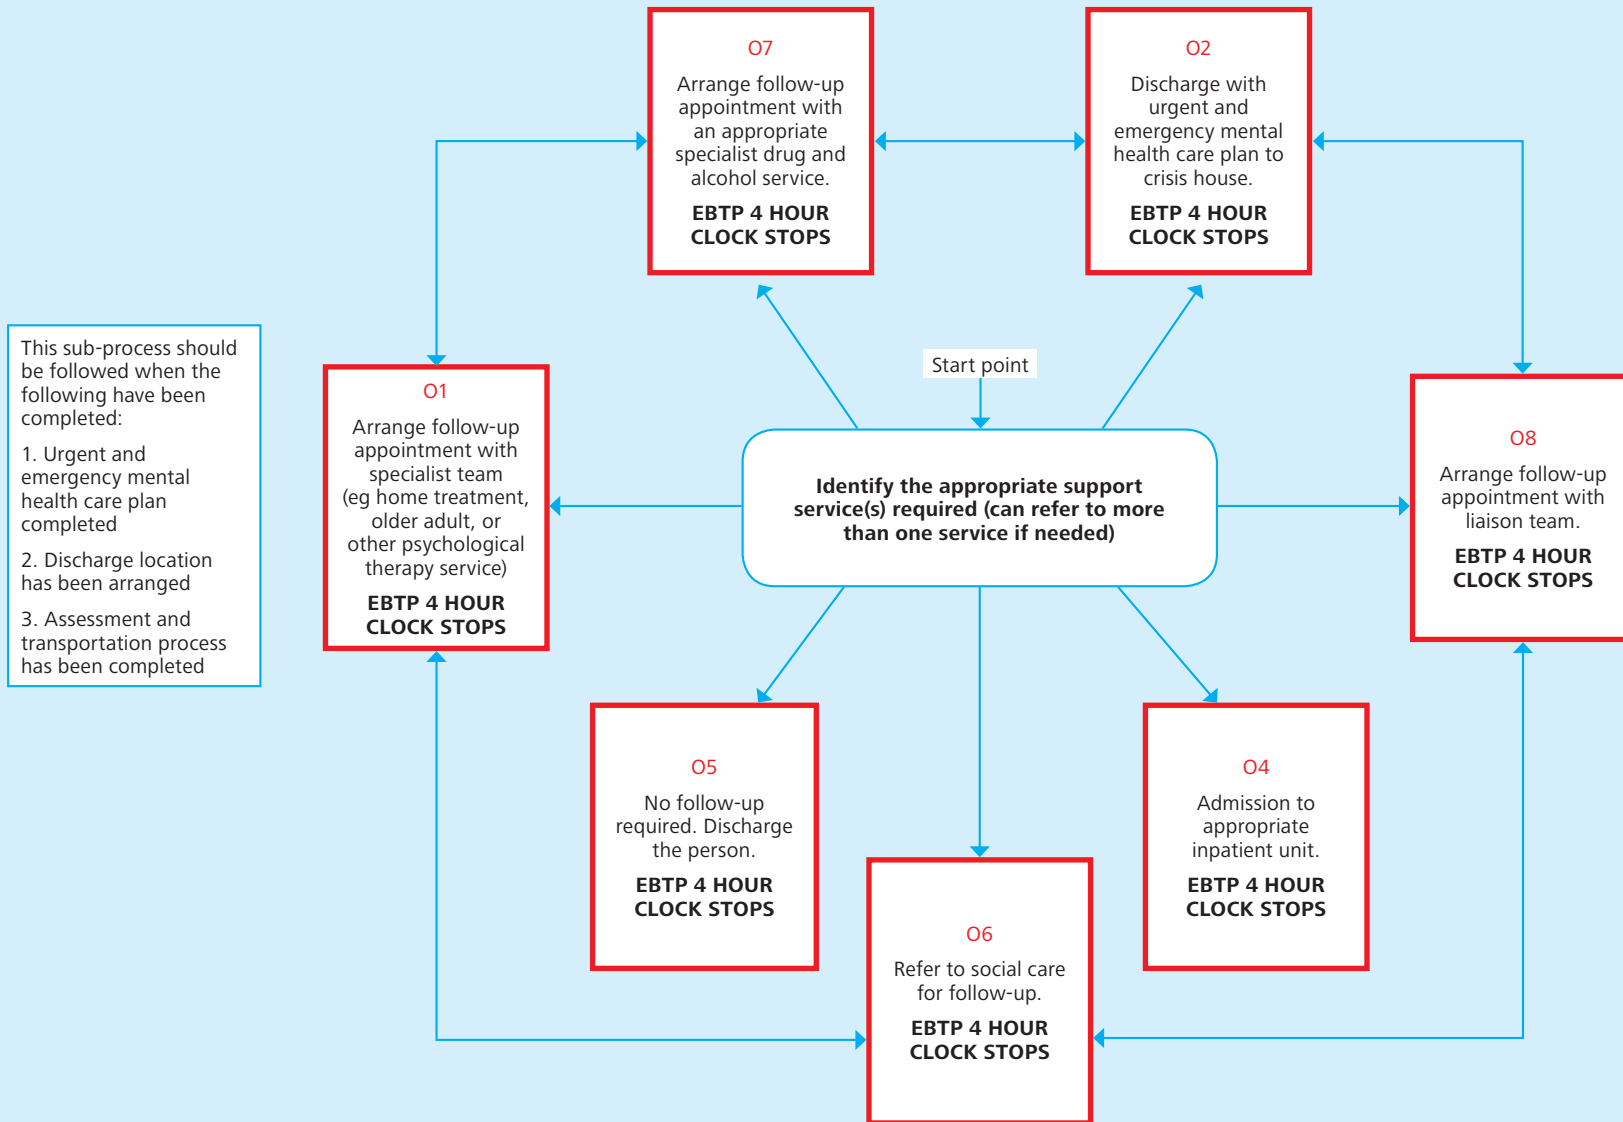 O7
Arrange follow-up
appointment with
an appropriate
specialist drug and
alcohol service.
EBTP 4 HOUR
CLOCK STOPS
O2
Discharge with
urgent and
emergency mental
health care plan to
crisis house.
EBTP 4 HOUR
CLOCK STOPS
This sub-process should
be followed when the
following have been
completed:
1. Urgent and
emergency mental
health care plan
completed
2. Discharge location
has been arranged
3. Assessment and
transportation process
has been completed
O1
Arrange follow-up
appointment with
specialist team
(eg home treatment,
older adult, or
other psychological
therapy service)
EBTP 4 HOUR
CLOCK STOPS
Start point
Identify the appropriate support
service(s) required (can refer to more
than one service if needed)
O8
Arrange follow-up
appointment with
liaison team.
EBTP 4 HOUR
CLOCK STOPS
O5
No follow-up
required. Discharge
the person.
EBTP 4 HOUR
CLOCK STOPS
O6
Refer to social care
for follow-up.
EBTP 4 HOUR
CLOCK STOPS
O4
Admission to
appropriate
inpatient unit.
EBTP 4 HOUR
CLOCK STOPS